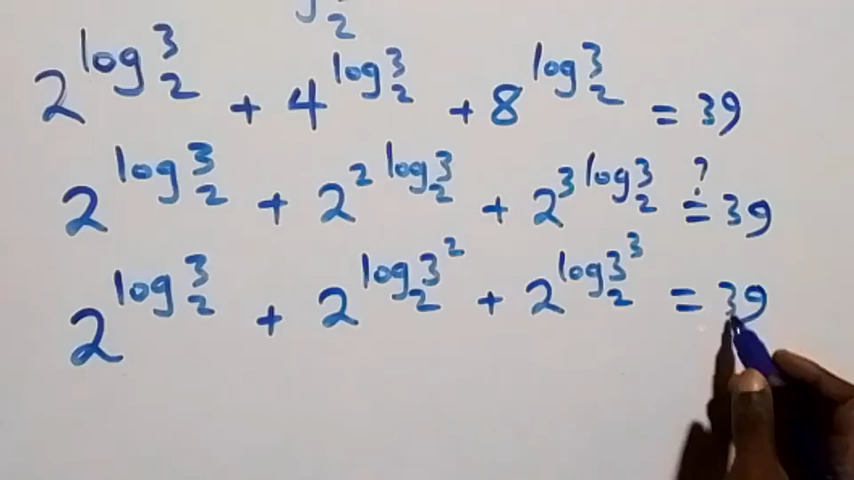 2^{log_2^3} + 4^{log_2^3} + 8^{log_2^3} = 39
2^{log_2^3} + 2^{2 log_2^3} + 2^{3 log_2^3} ?= 39
2^{log_2^3} + 2^{log_2^{3^2}} + 2^{log_2^{3^3}} = 39